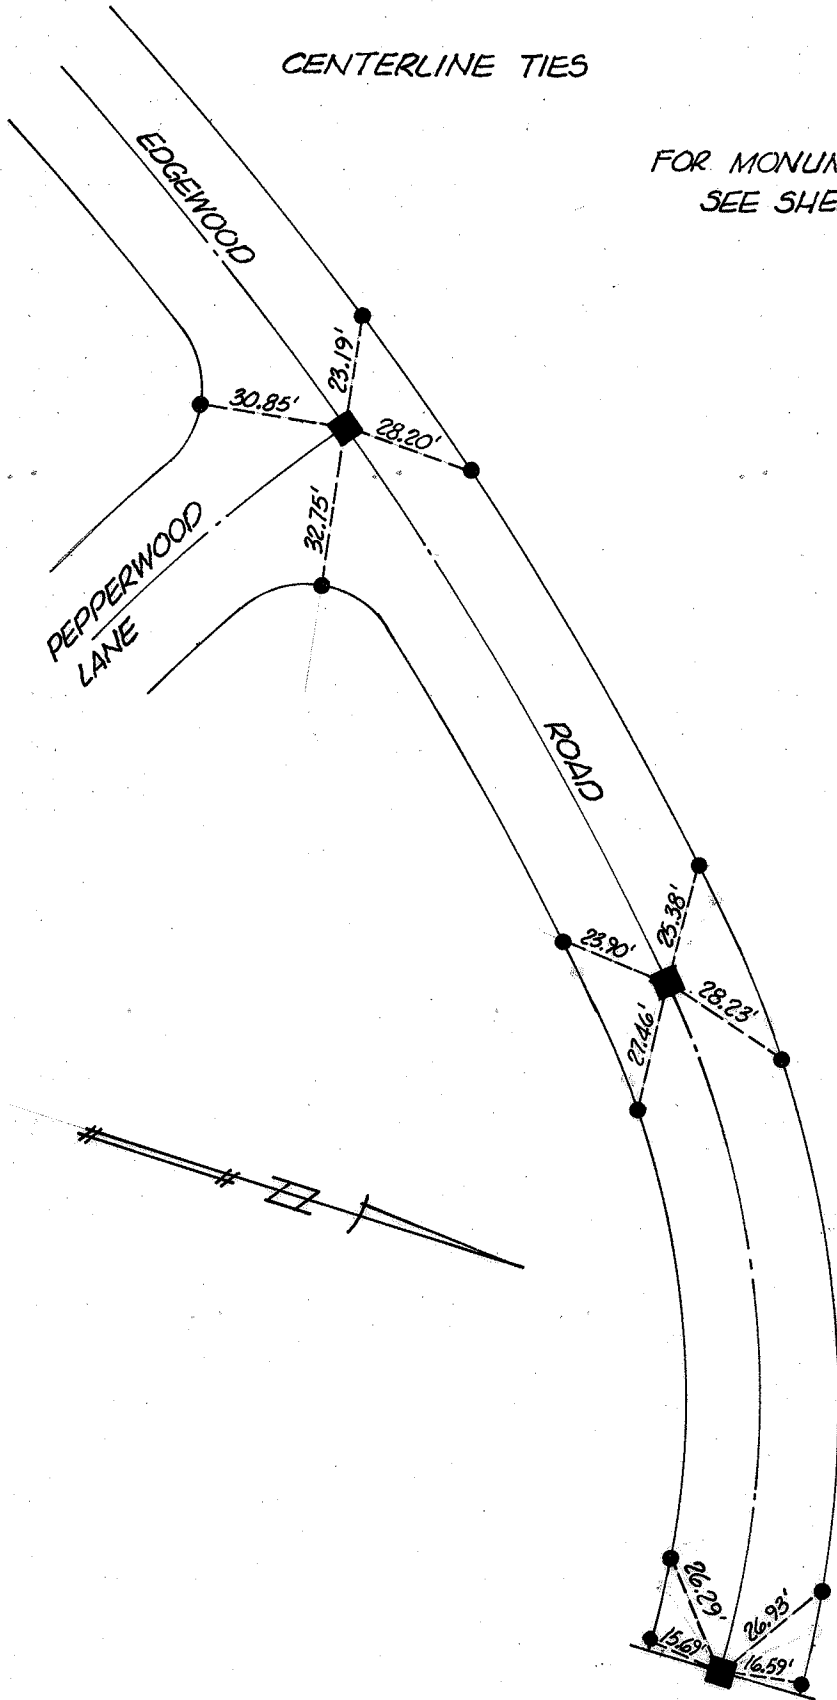 CENTERLINE TIES
FOR MONUM
SEE SHE
EDGEWOOD
23.19'
30.85'
28.20'
32.75'
PEPPERWOOD
LANE
ROAD
25.38'
23.90'
28.23'
27.46'
N
26.29'
26.93'
15.69'
16.59'